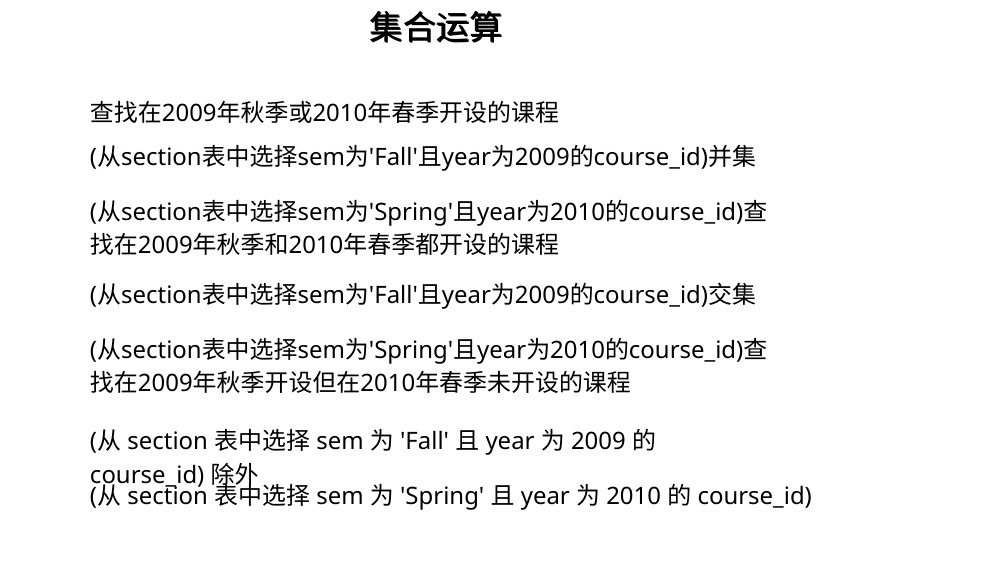 集合运算
查找在2009年秋季或2010年春季开设的课程
(从section表中选择sem为'Fall'且year为2009的course_id)并集
(从section表中选择sem为'Spring'且year为2010的course_id)查
找在2009年秋季和2010年春季都开设的课程
(从section表中选择sem为'Fall'且year为2009的course_id)交集
(从section表中选择sem为'Spring'且year为2010的course_id)查
找在2009年秋季开设但在2010年春季未开设的课程
(从 section 表中选择 sem 为 'Fall' 且 year 为 2009 的
course_id) 除外
(从 section 表中选择 sem 为 'Spring' 且 year 为 2010 的 course_id)